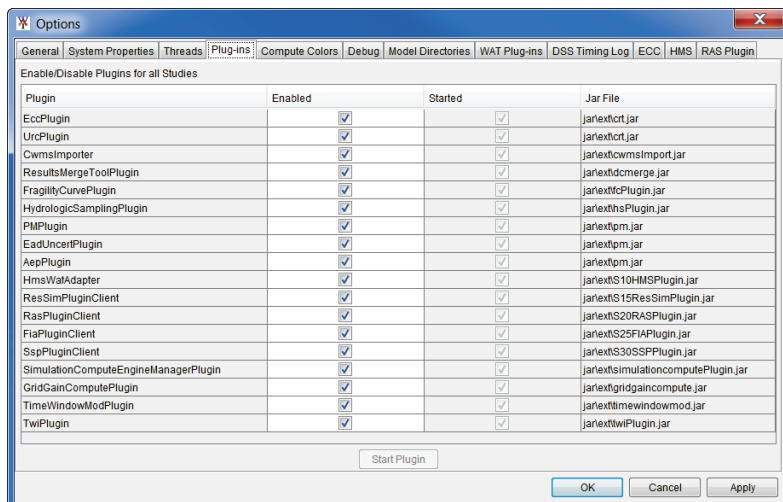 Options
General System Properties Threads Plug-ins Compute Colors Debug Model Directories WAT Plug-ins DSS Timing Log ECC HMS RAS Plugin
Enable/Disable Plugins for all Studies
Plugin Enabled Started Jar File
EccPlugin jar\ext\crt.jar
UrcPlugin jar\ext\crt.jar
CwmsImporter jar\ext\cwmsImport.jar
ResultsMergeToolPlugin jar\ext\dcmerge.jar
FragilityCurvePlugin jar\ext\fcPlugin.jar
HydrologicSamplingPlugin jar\ext\hsPlugin.jar
PMPlugin jar\ext\pm.jar
EadUncertPlugin jar\ext\pm.jar
AepPlugin jar\ext\pm.jar
HmsWatAdapter jar\ext\S10HMSPlugin.jar
ResSimPluginClient jar\ext\S15ResSimPlugin.jar
RasPluginClient jar\ext\S20RASPlugin.jar
FiaPluginClient jar\ext\S25FIAPlugin.jar
SspPluginClient jar\ext\S30SSPPlugin.jar
SimulationComputeEngineManagerPlugin jar\ext\simulationcomputePlugin.jar
GridGainComputePlugin jar\ext\gridgaincompute.jar
TimeWindowModPlugin jar\ext\timewindowmod.jar
TwiPlugin jar\ext\twiPlugin.jar
Start Plugin
OK Cancel Apply